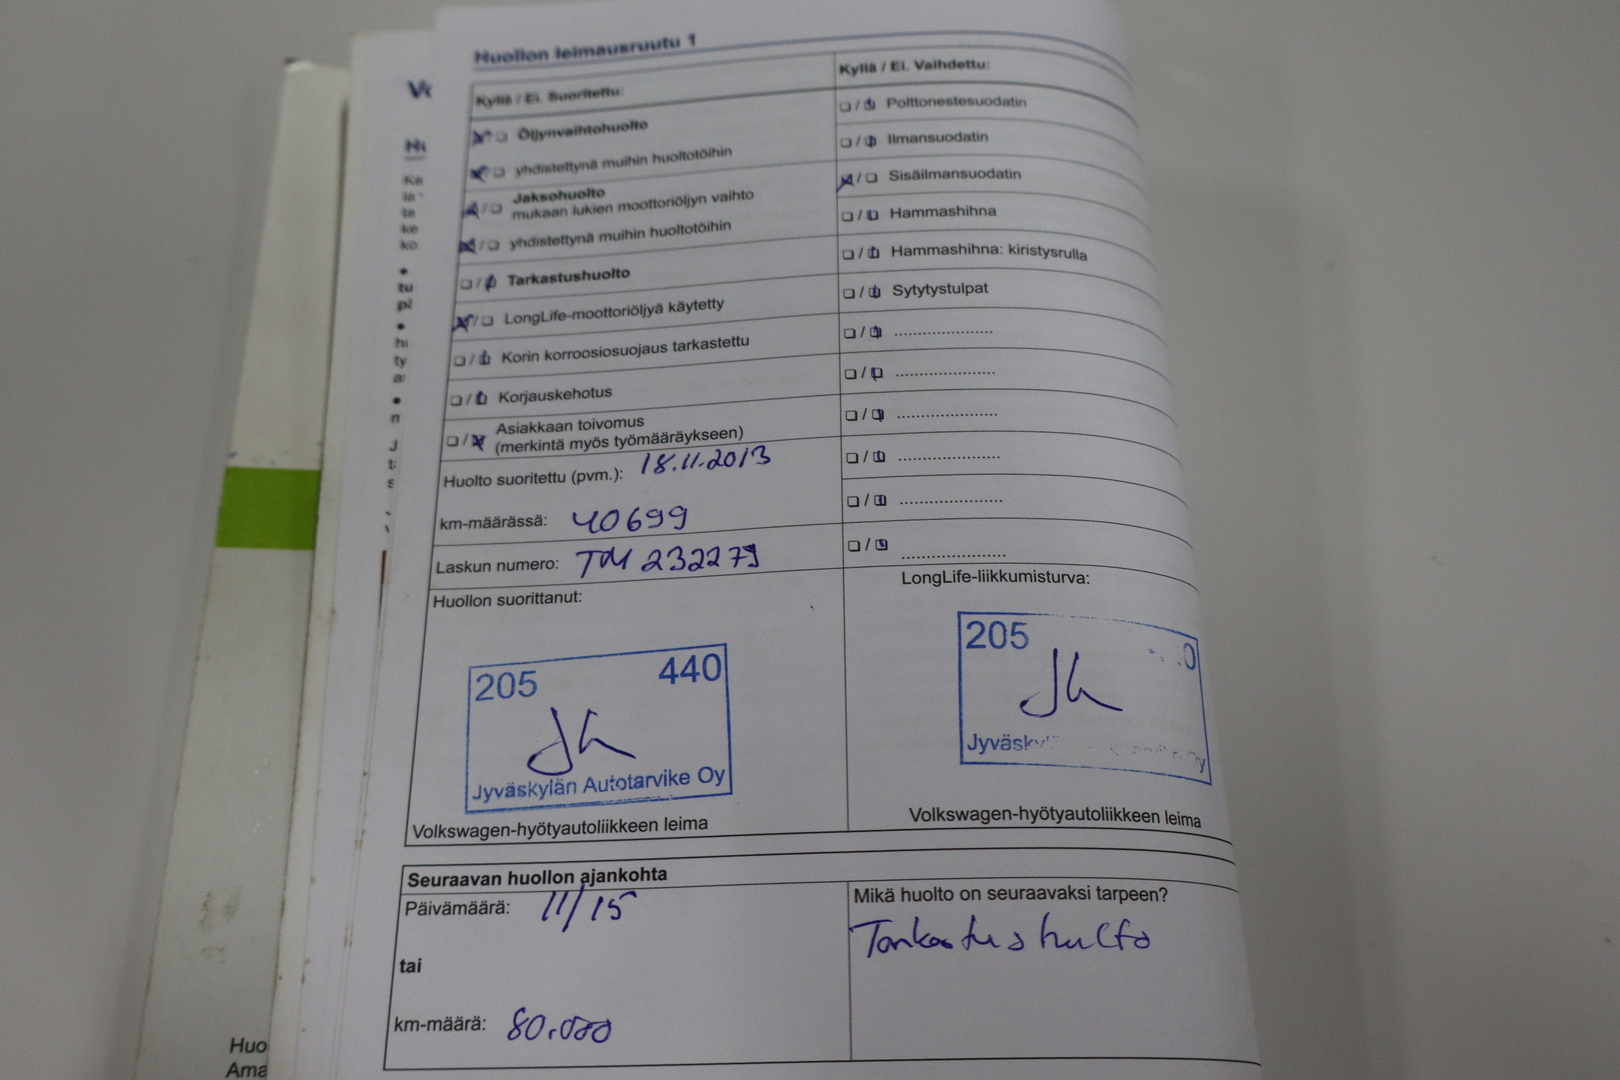 Huollon leimausruutu 1
Kyllä / Ei. Suoritettu:
Öljynvaihtohuolto
yhdistettynä muihin huoltotöihin
Jaksohuolto
mukaan lukien moottoriöljyn vaihto
yhdistettynä muihin huoltotöihin
Tarkastushuolto
LongLife-moottoriöljyä käytetty
Korin korroosiosuojaus tarkastettu
Korjauskehotus
Asiakkaan toivomus
(merkintä myös työmääräykseen)
Huolto suoritettu (pvm.): 18.11.2013
km-määrässä: 40699
Laskun numero: TM 232279
Huollon suorittanut:
205 440
Jyväskylän Autotarvike Oy
Volkswagen-hyötyautoliikkeen leima
Kyllä / Ei. Vaihdettu:
Polttonestesuodatin
Ilmansuodatin
Sisäilmansuodatin
Hammashihna
Hammashihna: kiristysrulla
Sytytystulpat
LongLife-liikkumisturva:
205
Volkswagen-hyötyautoliikkeen leima
Seuraavan huollon ajankohta
Päivämäärä: 11/15
tai
km-määrä: 80.000
Mikä huolto on seuraavaksi tarpeen?
Tarkastushuolto
Huo
Ama